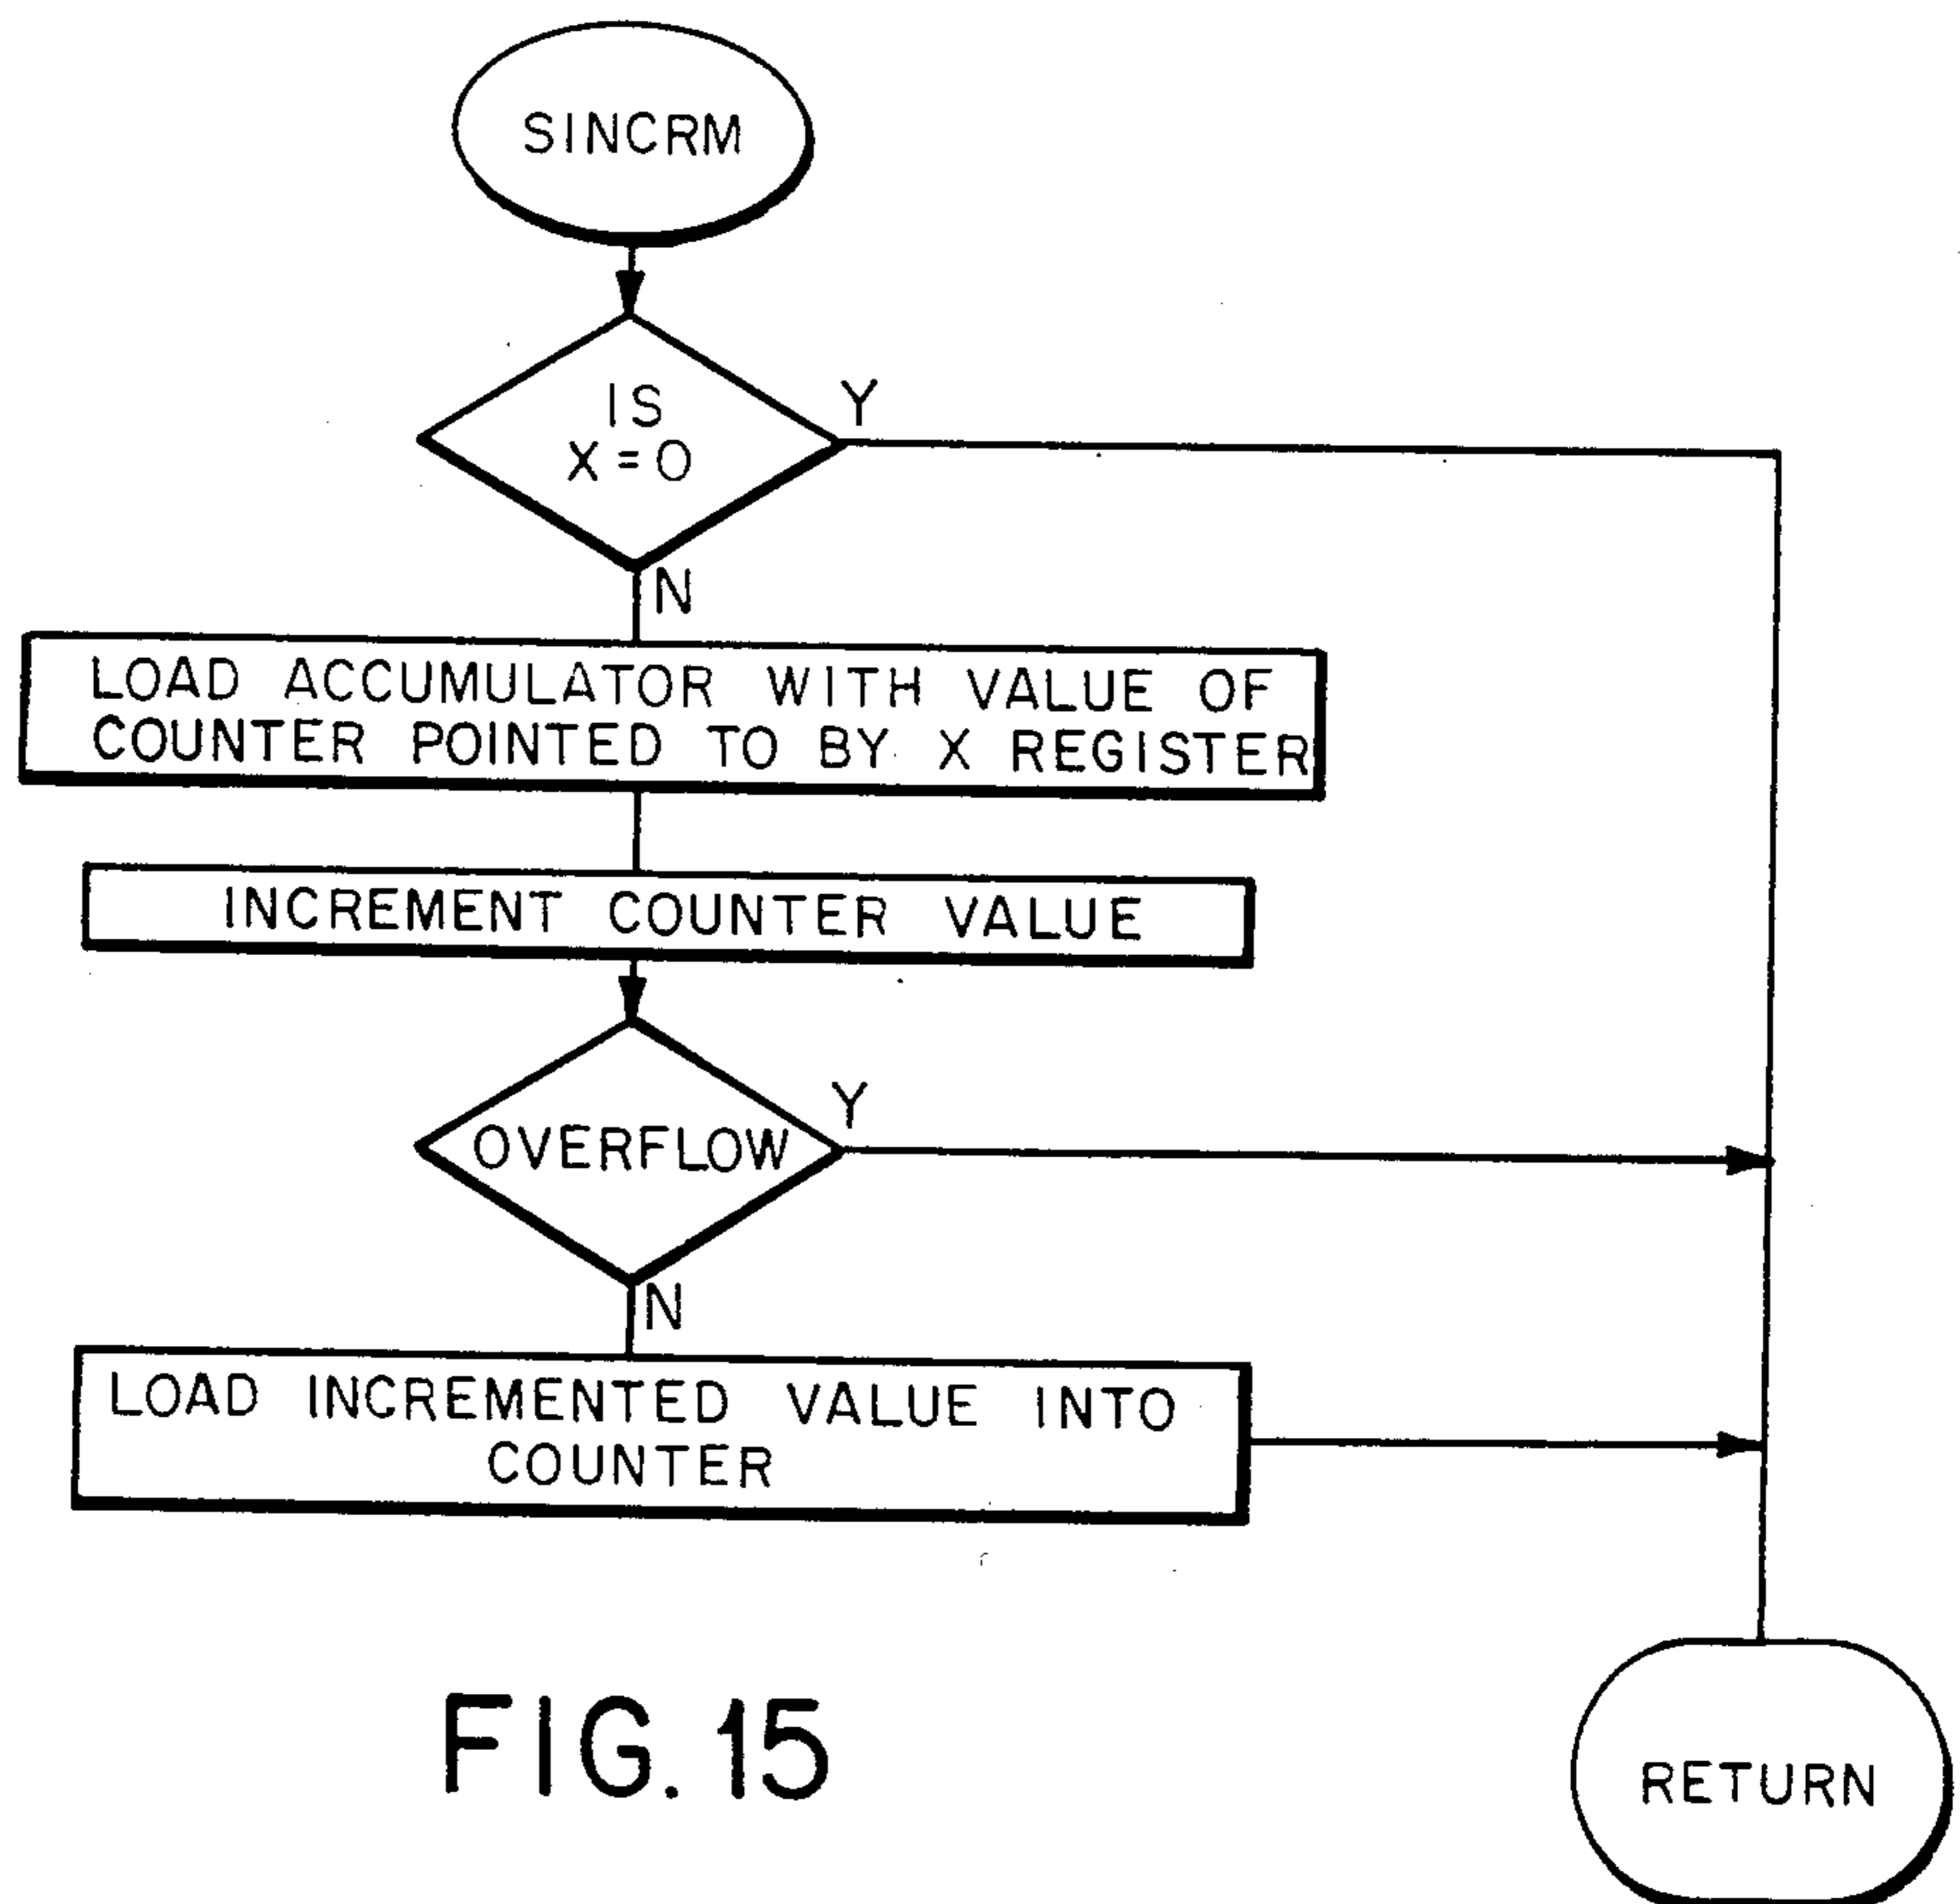 SINCRM
IS
X = 0
Y
N
LOAD ACCUMULATOR WITH VALUE OF
COUNTER POINTED TO BY X REGISTER
INCREMENT COUNTER VALUE
OVERFLOW
Y
N
LOAD INCREMENTED VALUE INTO
COUNTER
RETURN
FIG. 15